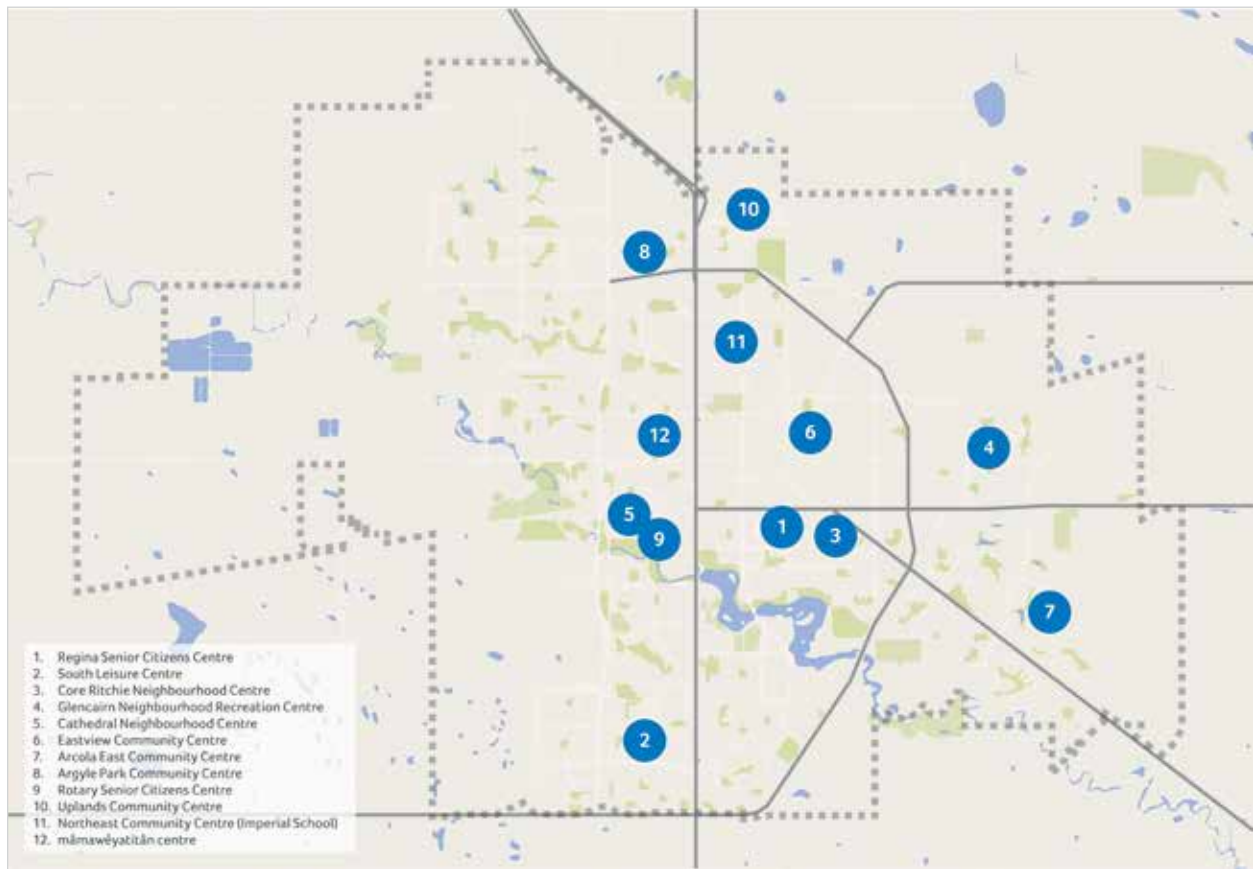 10
8
11
12
6
4
5
9
1
3
7
2
1. Regina Senior Citizens Centre
2. South Leisure Centre
3. Core Ritchie Neighbourhood Centre
4. Glencairn Neighbourhood Recreation Centre
5. Cathedral Neighbourhood Centre
6. Eastview Community Centre
7. Arcola East Community Centre
8. Argyle Park Community Centre
9 Rotary Senior Citizens Centre
10. Uplands Community Centre
11. Northeast Community Centre (Imperial School)
12. mâmawêyatitân centre